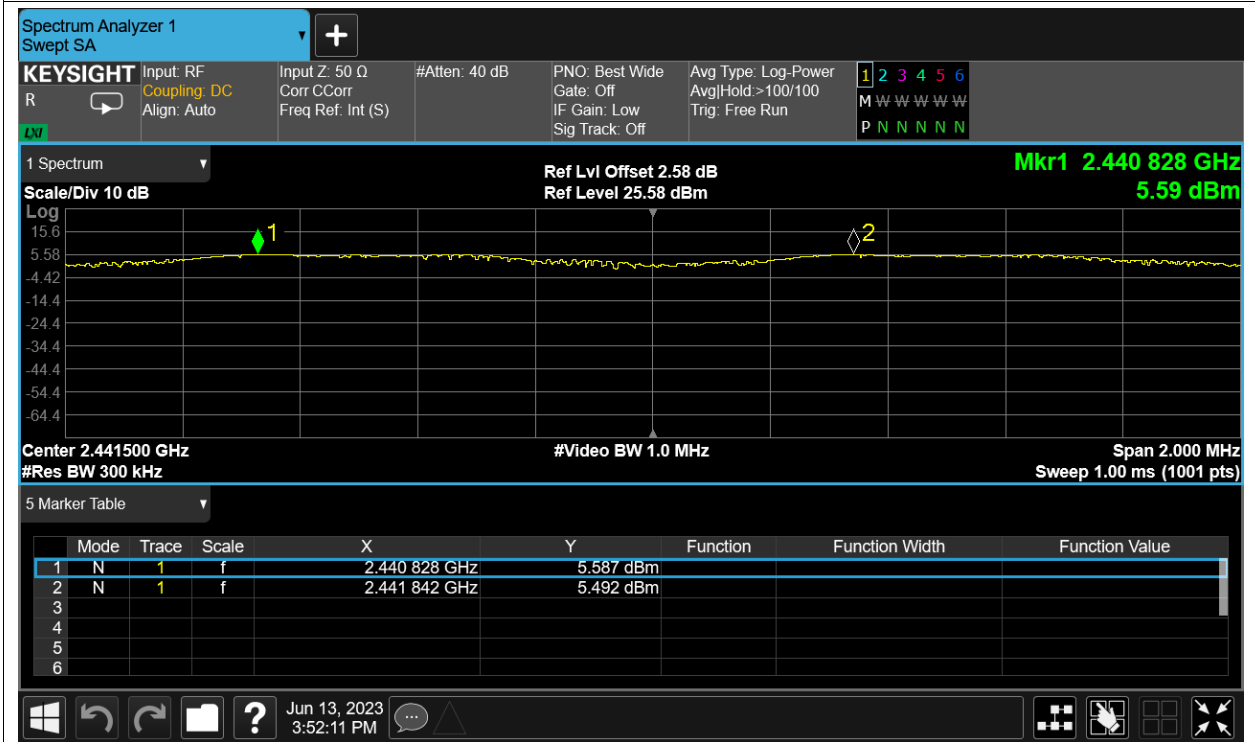 Spectrum Analyzer 1
Swept SA
+
KEYSIGHT Input: RF Input Z: 50 Ω #Atten: 40 dB PNO: Best Wide Avg Type: Log-Power 1 2 3 4 5 6
R Coupling: DC Corr CCorr Gate: Off Avg|Hold:>100/100 M W W W W W
Align: Auto Freq Ref: Int (S) IF Gain: Low Trig: Free Run
LXI Sig Track: Off P N N N N N
1 Spectrum Ref Lvl Offset 2.58 dB Mkr1 2.440 828 GHz
Scale/Div 10 dB Ref Level 25.58 dBm 5.59 dBm
Log
15.6
1 2
5.58
-4.42
-14.4
-24.4
-34.4
-44.4
-54.4
-64.4
Center 2.441500 GHz #Video BW 1.0 MHz Span 2.000 MHz
#Res BW 300 kHz Sweep 1.00 ms (1001 pts)
5 Marker Table
Mode Trace Scale X Y Function Function Width Function Value
1 N 1 f 2.440 828 GHz 5.587 dBm
2 N 1 f 2.441 842 GHz 5.492 dBm
3
4
5
6
? Jun 13, 2023
3:52:11 PM